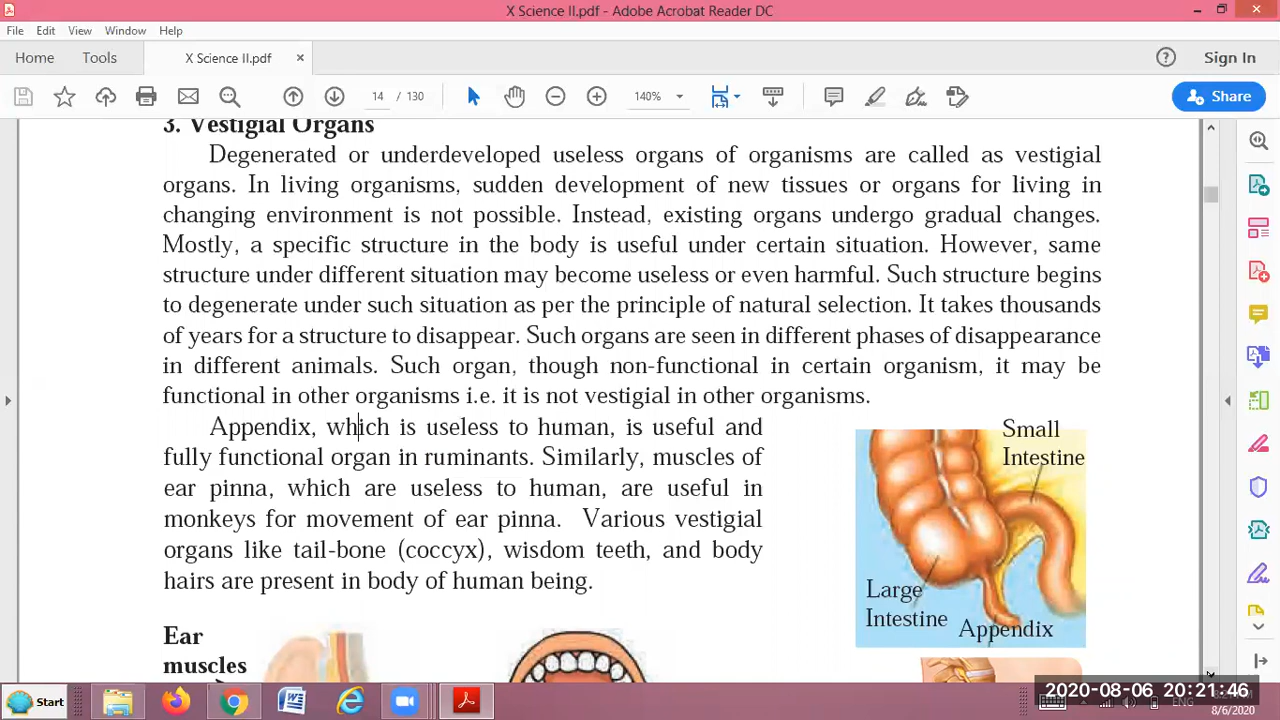 X Science II.pdf - Adobe Acrobat Reader DC
File Edit View Window Help
Home Tools X Science II.pdf × Sign In
14 / 130 140% Share
3. Vestigial Organs
Degenerated or underdeveloped useless organs of organisms are called as vestigial
organs. In living organisms, sudden development of new tissues or organs for living in
changing environment is not possible. Instead, existing organs undergo gradual changes.
Mostly, a specific structure in the body is useful under certain situation. However, same
structure under different situation may become useless or even harmful. Such structure begins
to degenerate under such situation as per the principle of natural selection. It takes thousands
of years for a structure to disappear. Such organs are seen in different phases of disappearance
in different animals. Such organ, though non-functional in certain organism, it may be
functional in other organisms i.e. it is not vestigial in other organisms.
Appendix, which is useless to human, is useful and
fully functional organ in ruminants. Similarly, muscles of
ear pinna, which are useless to human, are useful in
monkeys for movement of ear pinna. Various vestigial
organs like tail-bone (coccyx), wisdom teeth, and body
hairs are present in body of human being.
Small
Intestine
Large
Intestine
Appendix
Ear
muscles
Start
2020-08-06 20:21:46
ENG
8/6/2020